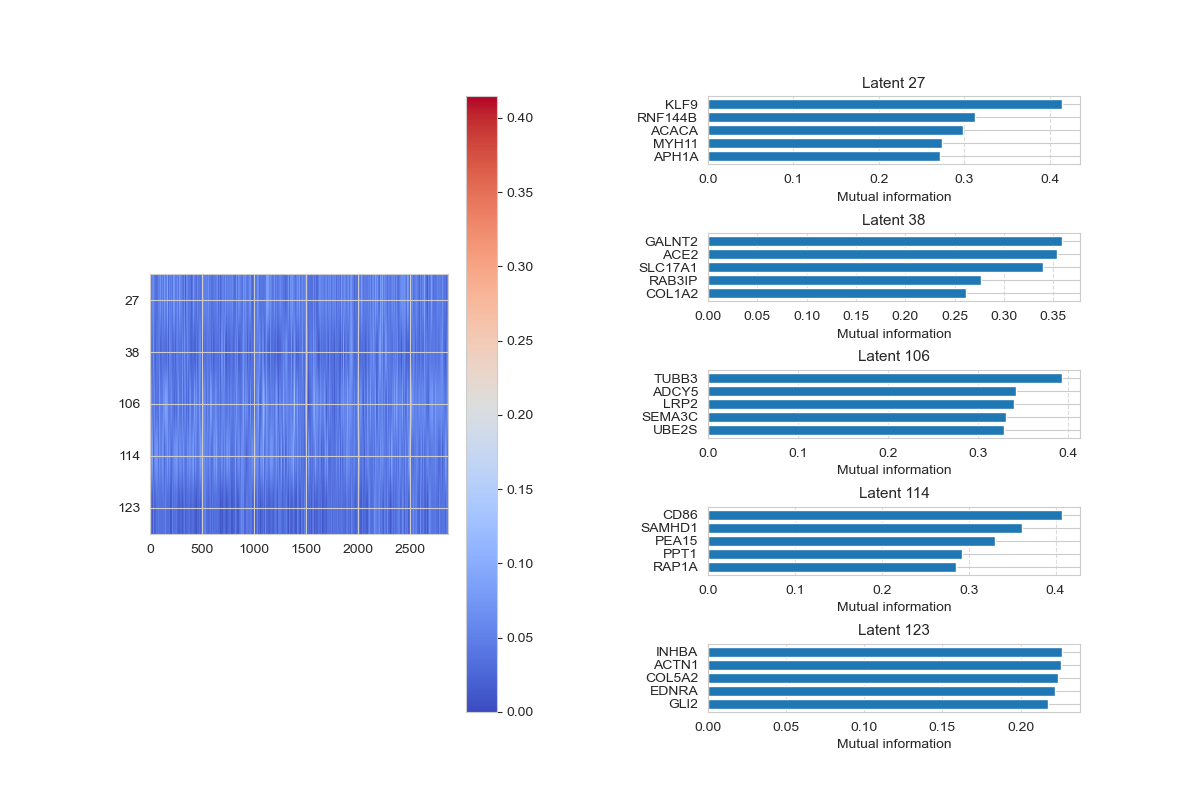 27
38
106
114
123
0 500 1000 1500 2000 2500
0.40
0.35
0.30
0.25
0.20
0.15
0.10
0.05
0.00
Latent 27
KLF9
RNF144B
ACACA
MYH11
APH1A
0.0 0.1 0.2 0.3 0.4
Mutual information
Latent 38
GALNT2
ACE2
SLC17A1
RAB3IP
COL1A2
0.00 0.05 0.10 0.15 0.20 0.25 0.30 0.35
Mutual information
Latent 106
TUBB3
ADCY5
LRP2
SEMA3C
UBE2S
0.0 0.1 0.2 0.3 0.4
Mutual information
Latent 114
CD86
SAMHD1
PEA15
PPT1
RAP1A
0.0 0.1 0.2 0.3 0.4
Mutual information
Latent 123
INHBA
ACTN1
COL5A2
EDNRA
GLI2
0.00 0.05 0.10 0.15 0.20
Mutual information